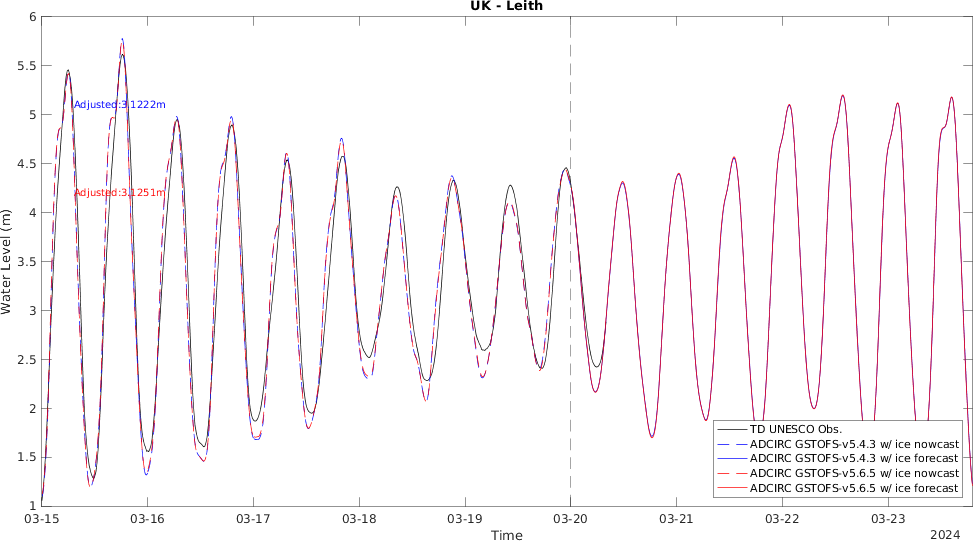 UK - Leith
6
5.5
5
4.5
4
3.5
3
2.5
2
1.5
1
Water Level (m)
Adjusted:3.1222m
Adjusted:3.1251m
TD UNESCO Obs.
ADCIRC GSTOFS-v5.4.3 w/ ice nowcast
ADCIRC GSTOFS-v5.4.3 w/ ice forecast
ADCIRC GSTOFS-v5.6.5 w/ ice nowcast
ADCIRC GSTOFS-v5.6.5 w/ ice forecast
03-15 03-16 03-17 03-18 03-19 03-20 03-21 03-22 03-23
Time
2024